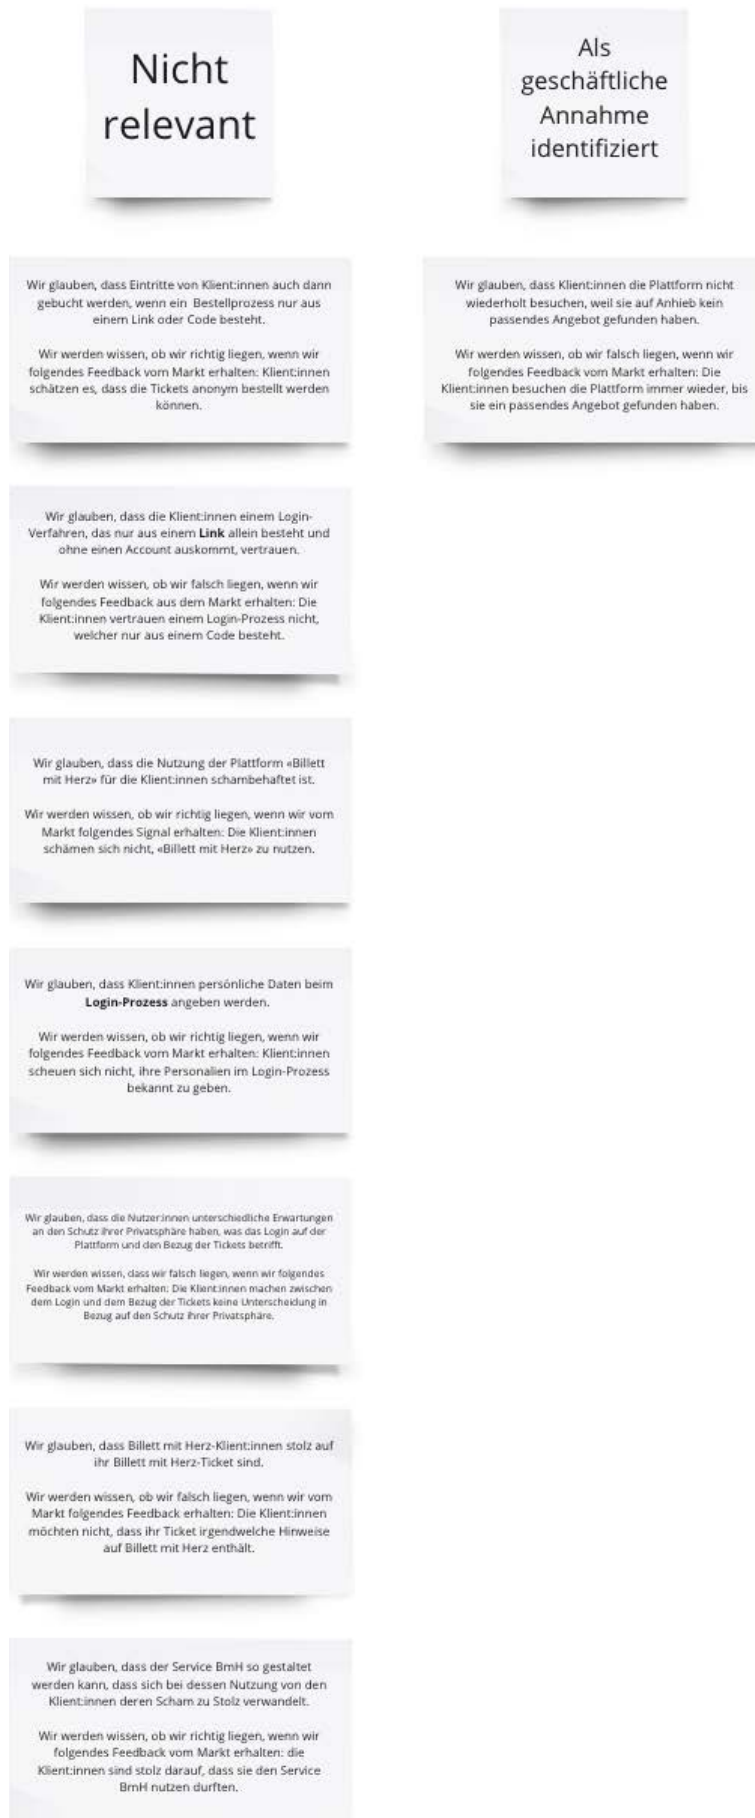 Nicht
relevant
Als
geschäftliche
Annahme
identifiziert
Wir glauben, dass Eintritte von Klient:innen auch dann
gebucht werden, wenn ein Bestellprozess nur aus
einem Link oder Code besteht.
Wir werden wissen, ob wir richtig liegen, wenn wir
folgendes Feedback vom Markt erhalten: Klient:innen
schätzen es, dass die Tickets anonym bestellt werden
können.
Wir glauben, dass Klient:innen die Plattform nicht
wiederholt besuchen, weil sie auf Anhieb kein
passendes Angebot gefunden haben.
Wir werden wissen, ob wir falsch liegen, wenn wir
folgendes Feedback vom Markt erhalten: Die
Klient:innen besuchen die Plattform immer wieder, bis
sie ein passendes Angebot gefunden haben.
Wir glauben, dass die Klient:innen einem Login-
Verfahren, das nur aus einem Link allein besteht und
ohne einen Account auskommt, vertrauen.
Wir werden wissen, ob wir falsch liegen, wenn wir
folgendes Feedback aus dem Markt erhalten: Die
Klient:innen vertrauen einem Login-Prozess nicht,
welcher nur aus einem Code besteht.
Wir glauben, dass die Nutzung der Plattform «Billett
mit Herz» für die Klient:innen schambehaftet ist.
Wir werden wissen, ob wir richtig liegen, wenn wir vom
Markt folgendes Signal erhalten: Die Klient:innen
schämen sich nicht, «Billett mit Herz» zu nutzen.
Wir glauben, dass Klient:innen persönliche Daten beim
Login-Prozess angeben werden.
Wir werden wissen, ob wir richtig liegen, wenn wir
folgendes Feedback vom Markt erhalten: Klient:innen
scheuen sich nicht, ihre Personalien im Login-Prozess
bekannt zu geben.
Wir glauben, dass die Nutzer:innen unterschiedliche Erwartungen
an den Schutz ihrer Privatsphäre haben, was das Login auf der
Plattform und den Bezug der Tickets betrifft.
Wir werden wissen, dass wir falsch liegen, wenn wir folgendes
Feedback vom Markt erhalten: Die Klient:innen machen zwischen
dem Login und dem Bezug der Tickets keine Unterscheidung in
Bezug auf den Schutz ihrer Privatsphäre.
Wir glauben, dass Billett mit Herz-Klient:innen stolz auf
ihr Billett mit Herz-Ticket sind.
Wir werden wissen, ob wir falsch liegen, wenn wir vom
Markt folgendes Feedback erhalten: Die Klient:innen
möchten nicht, dass ihr Ticket irgendwelche Hinweise
auf Billett mit Herz enthält.
Wir glauben, dass der Service BmH so gestaltet
werden kann, dass sich bei dessen Nutzung von den
Klient:innen deren Scham zu Stolz verwandelt.
Wir werden wissen, ob wir richtig liegen, wenn wir
folgendes Feedback vom Markt erhalten: die
Klient:innen sind stolz darauf, dass sie den Service
BmH nutzen durften.